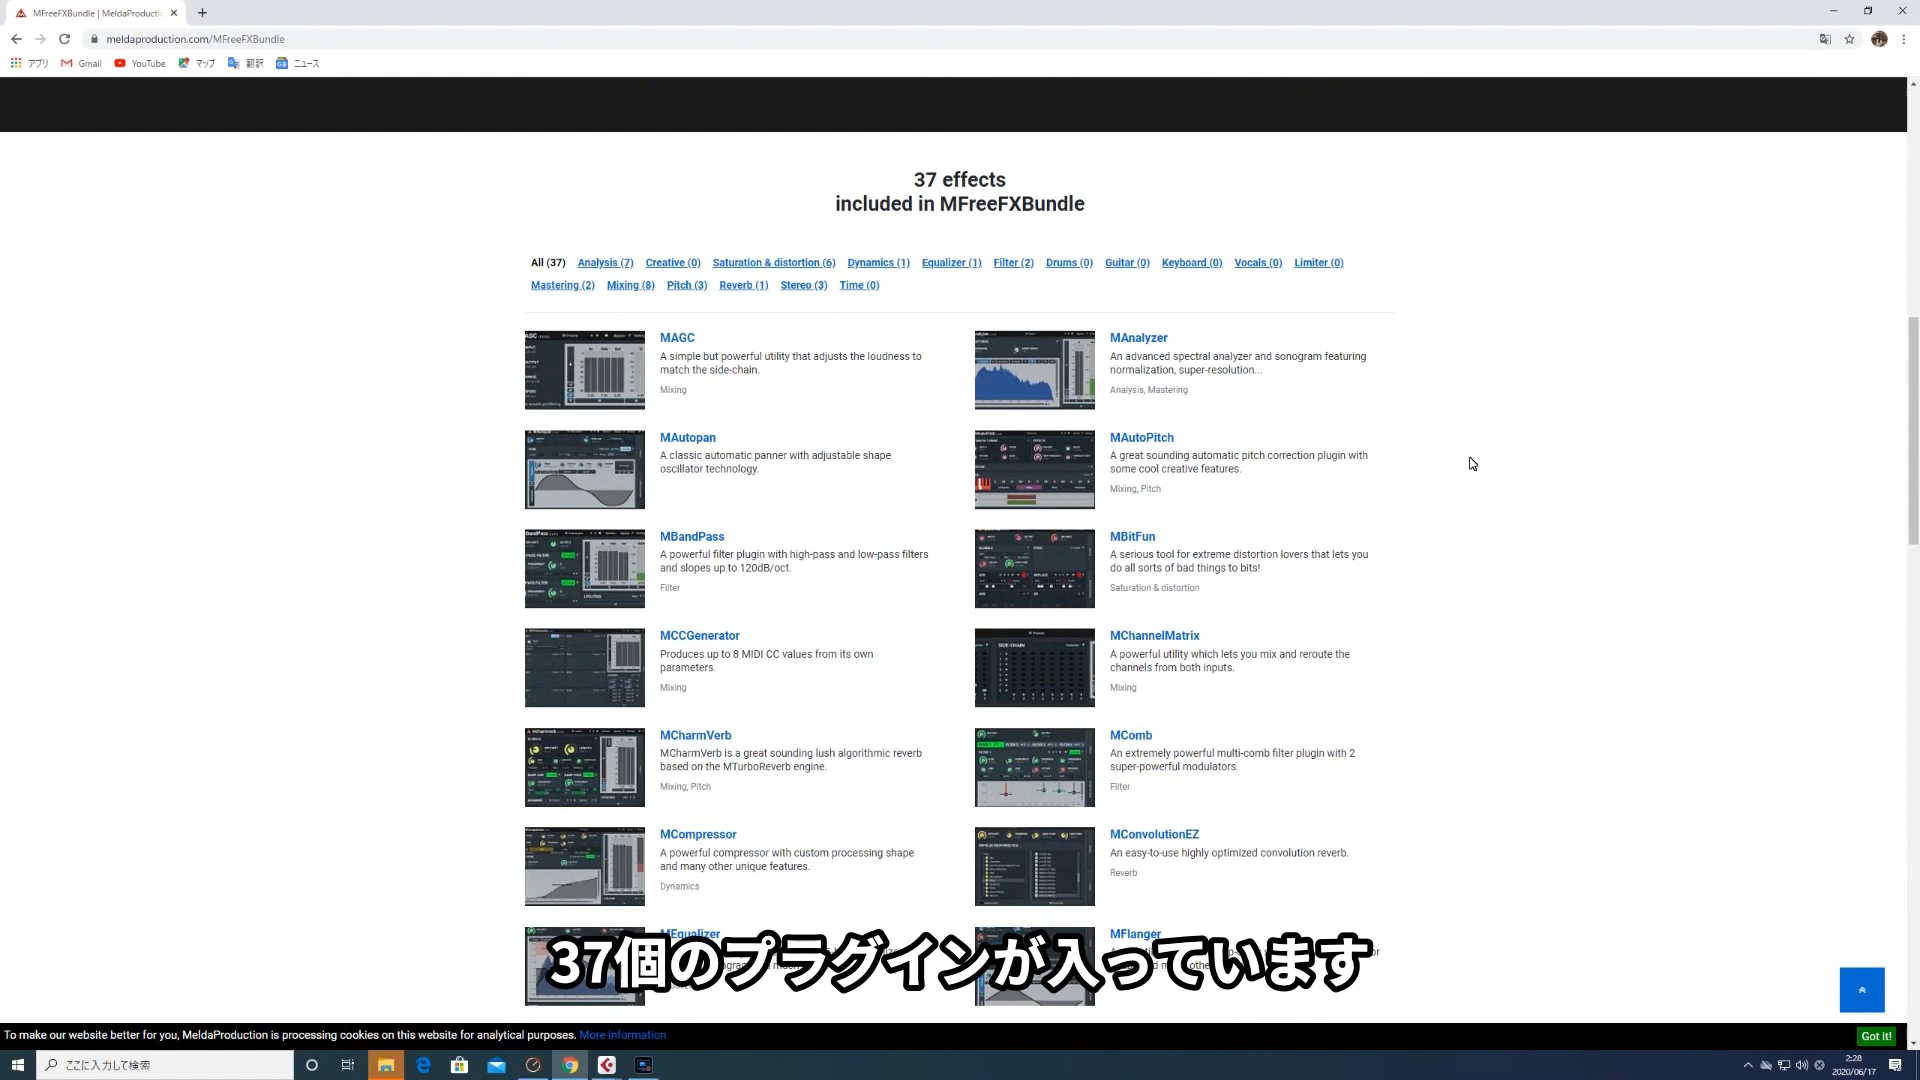 MFreeFXBundle | MeldaProductio
meldaproduction.com/MFreeFXBundle
アプリ Gmail YouTube マップ 翻訳 ニュース
37 effects
included in MFreeFXBundle
All (37) Analysis (7) Creative (0) Saturation & distortion (6) Dynamics (1) Equalizer (1) Filter (2) Drums (0) Guitar (0) Keyboard (0) Vocals (0) Limiter (0)
Mastering (2) Mixing (8) Pitch (3) Reverb (1) Stereo (3) Time (0)
MAGC
A simple but powerful utility that adjusts the loudness to
match the side-chain.
Mixing
MAnalyzer
An advanced spectral analyzer and sonogram featuring
normalization, super-resolution...
Analysis, Mastering
MAutopan
A classic automatic panner with adjustable shape
oscillator technology.
MAutoPitch
A great sounding automatic pitch correction plugin with
some cool creative features.
Mixing, Pitch
MBandPass
A powerful filter plugin with high-pass and low-pass filters
and slopes up to 120dB/oct.
Filter
MBitFun
A serious tool for extreme distortion lovers that lets you
do all sorts of bad things to bits!
Saturation & distortion
MCCGenerator
Produces up to 8 MIDI CC values from its own
parameters.
Mixing
MChannelMatrix
A powerful utility which lets you mix and reroute the
channels from both inputs.
Mixing
MCharmVerb
MCharmVerb is a great sounding lush algorithmic reverb
based on the MTurboReverb engine.
Mixing, Pitch
MComb
An extremely powerful multi-comb filter plugin with 2
super-powerful modulators.
Filter
MCompressor
A powerful compressor with custom processing shape
and many other unique features.
Dynamics
MConvolutionEZ
An easy-to-use highly optimized convolution reverb.
Reverb
MEqualizer
MFlanger
37個のプラグインが入っています
To make our website better for you, MeldaProduction is processing cookies on this website for analytical purposes. More information
Got it!
ここに入力して検索
2:28
2020/06/17